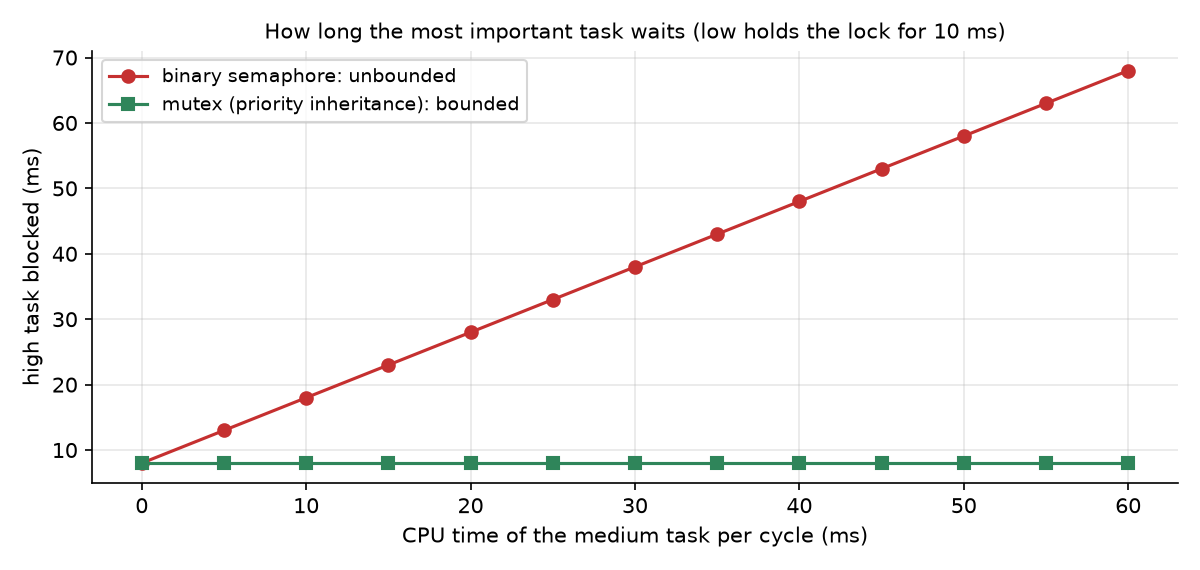 How long the most important task waits (low holds the lock for 10 ms)
binary semaphore: unbounded
mutex (priority inheritance): bounded
high task blocked (ms)
70
60
50
40
30
20
10
0 10 20 30 40 50 60
CPU time of the medium task per cycle (ms)